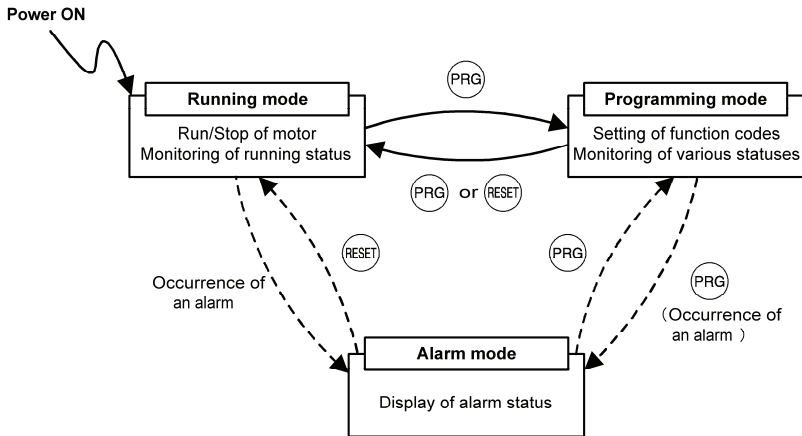 Power ON
Running mode
Run/Stop of motor
Monitoring of running status
PRG
PRG or RESET
Programming mode
Setting of function codes
Monitoring of various statuses
Occurrence of
an alarm
RESET
PRG
PRG
(Occurrence of
an alarm )
Alarm mode
Display of alarm status